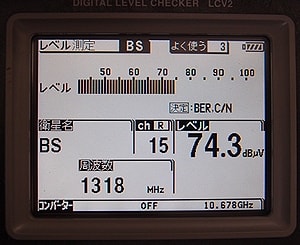 DIGITAL LEVEL CHECKER LCV2
レベル測定 BS よく使う 3
50 60 70 80 90 100
レベル
決定:BER.C/N
衛星名 ch R レベル
BS 15 74.3 dBμV
周波数
1318 MHz
コンバーター OFF 10.678GHz